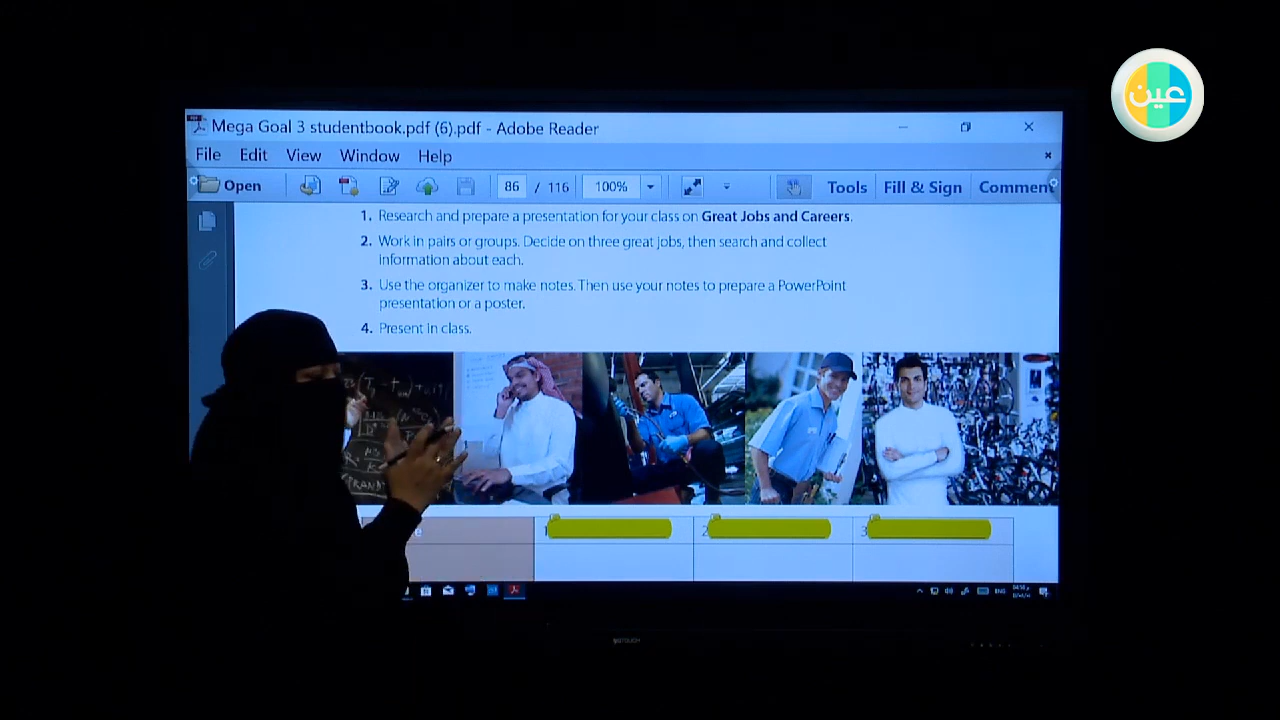 عين
Mega Goal 3 studentbook.pdf (6).pdf - Adobe Reader
File Edit View Window Help
Open 86 / 116 100% Tools Fill & Sign Comment
1. Research and prepare a presentation for your class on Great Jobs and Careers.
2. Work in pairs or groups. Decide on three great jobs, then search and collect
information about each.
3. Use the organizer to make notes. Then use your notes to prepare a PowerPoint
presentation or a poster.
4. Present in class.
1 2 3